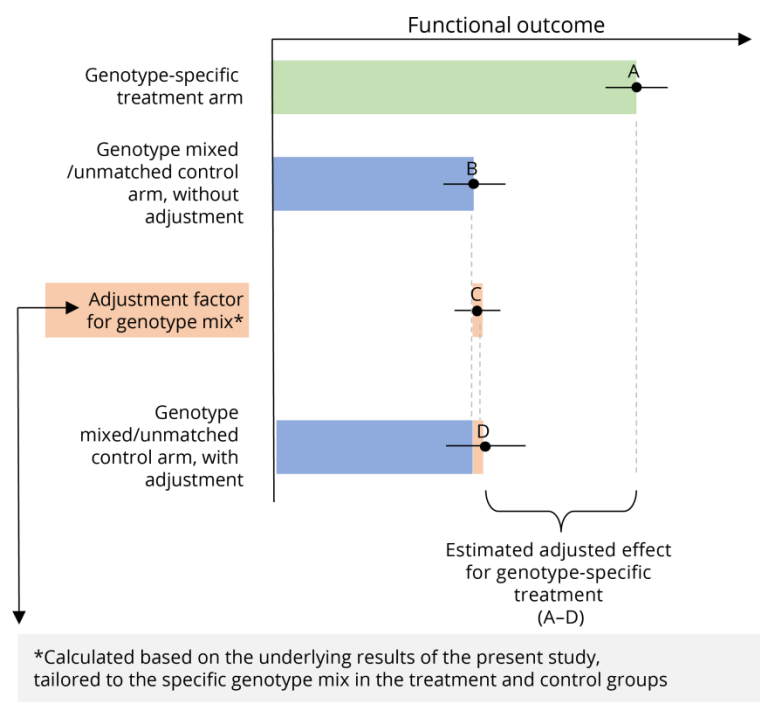 Functional outcome
Genotype-specific
treatment arm
A
Genotype mixed
/unmatched control
arm, without
adjustment
B
Adjustment factor
for genotype mix*
C
Genotype
mixed/unmatched
control arm, with
adjustment
D
Estimated adjusted effect
for genotype-specific
treatment
(A–D)
*Calculated based on the underlying results of the present study,
tailored to the specific genotype mix in the treatment and control groups